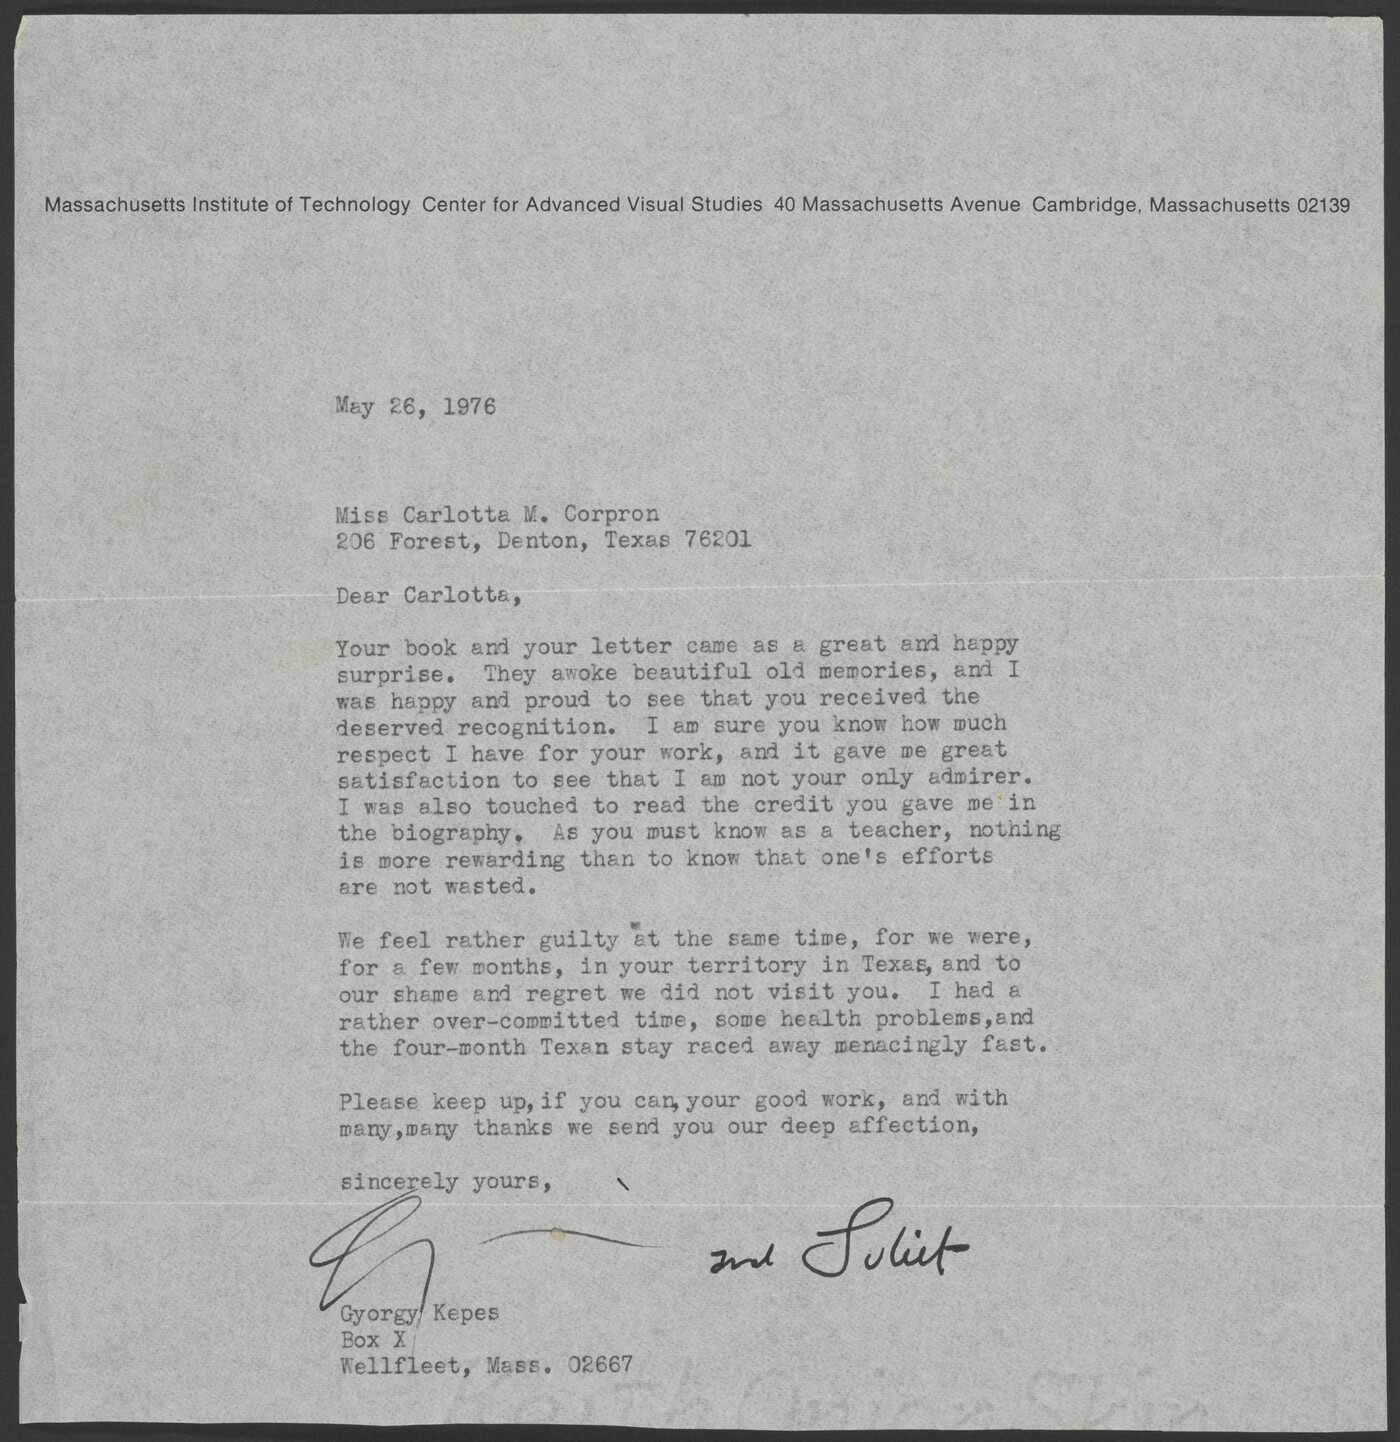 Massachusetts Institute of Technology Center for Advanced Visual Studies 40 Massachusetts Avenue Cambridge, Massachusetts 02139
May 26, 1976
Miss Carlotta M. Corpron
206 Forest, Denton, Texas 76201
Dear Carlotta,
Your book and your letter came as a great and happy
surprise. They awoke beautiful old memories, and I
was happy and proud to see that you received the
deserved recognition. I am sure you know how much
respect I have for your work, and it gave me great
satisfaction to see that I am not your only admirer.
I was also touched to read the credit you gave me in
the biography. As you must know as a teacher, nothing
is more rewarding than to know that one's efforts
are not wasted.
We feel rather guilty at the same time, for we were,
for a few months, in your territory in Texas, and to
our shame and regret we did not visit you. I had a
rather over-committed time, some health problems,and
the four-month Texan stay raced away menacingly fast.
Please keep up, if you can, your good work, and with
many,many thanks we send you our deep affection,
sincerely yours,
and Juliet
Gyorgy Kepes
Box X
Wellfleet, Mass. 02667